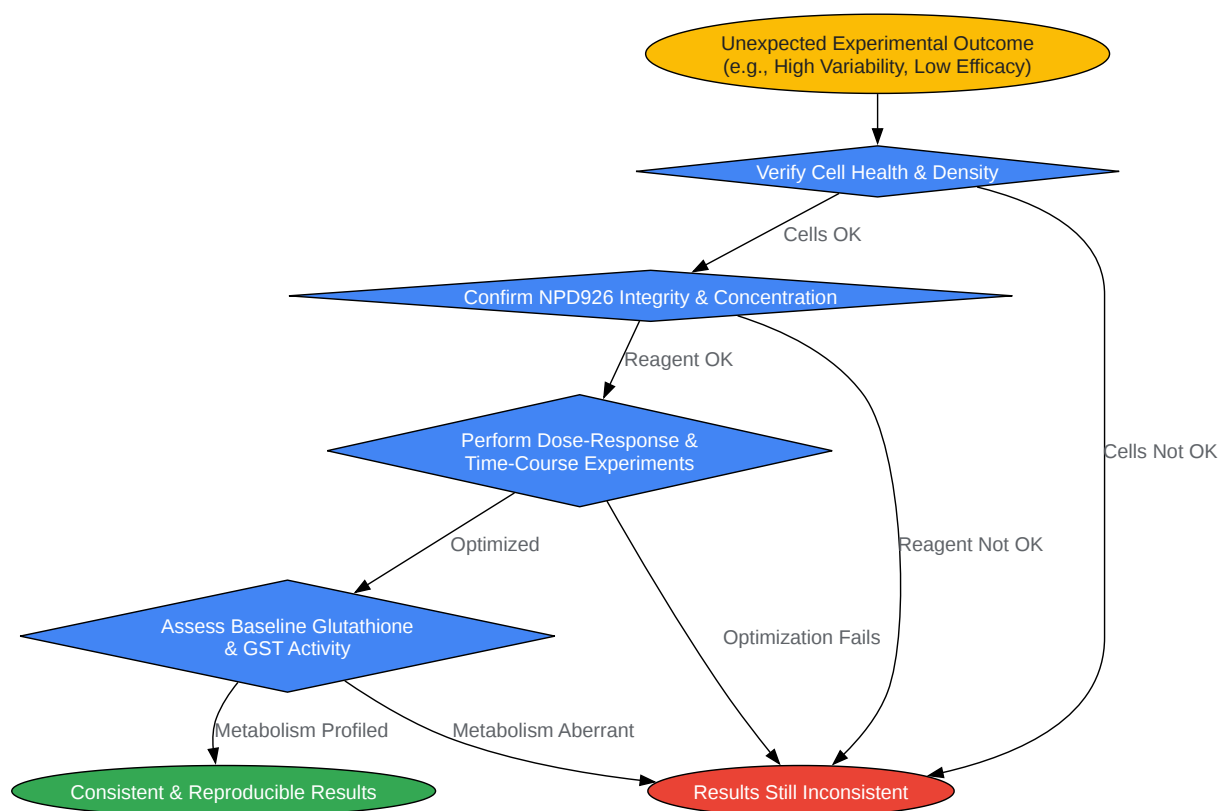 Unexpected Experimental Outcome
(e.g., High Variability, Low Efficacy)
Verify Cell Health & Density
Cells OK
Confirm NPD926 Integrity & Concentration
Reagent OK
Perform Dose-Response &
Time-Course Experiments
Cells Not OK
Optimized
Reagent Not OK
Assess Baseline Glutathione
& GST Activity
Optimization Fails
Metabolism Profiled
Metabolism Aberrant
Consistent & Reproducible Results
Results Still Inconsistent